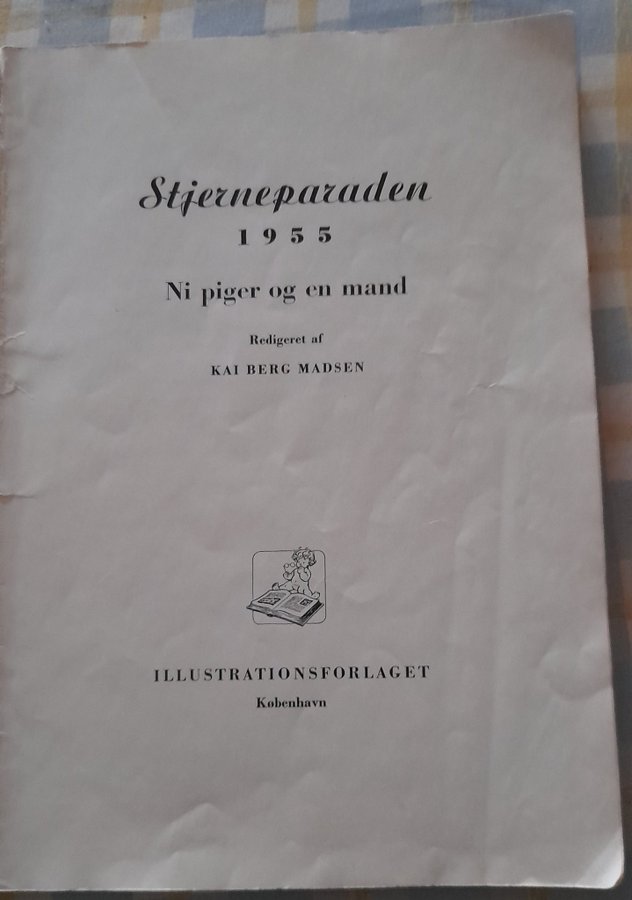 Stjerneparaden
1955
Ni piger og en mand
Redigeret af
KAI BERG MADSEN
ILLUSTRATIONSFORLAGET
København